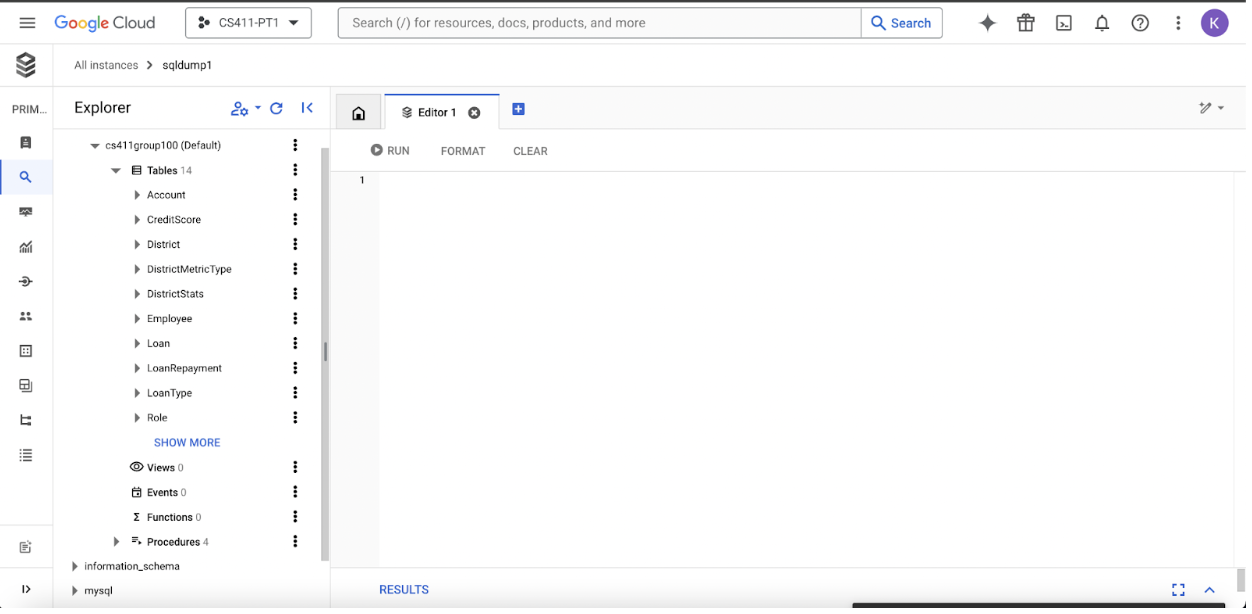 Google Cloud
CS411-PT1
Search (/) for resources, docs, products, and more
Search
K
All instances
sqldump1
PRIM...
Explorer
Editor 1
cs411group100 (Default)
RUN
FORMAT
CLEAR
Tables 14
1
Account
CreditScore
District
DistrictMetricType
DistrictStats
Employee
Loan
LoanRepayment
LoanType
Role
SHOW MORE
Views 0
Events 0
Functions 0
Procedures 4
information_schema
mysql
RESULTS